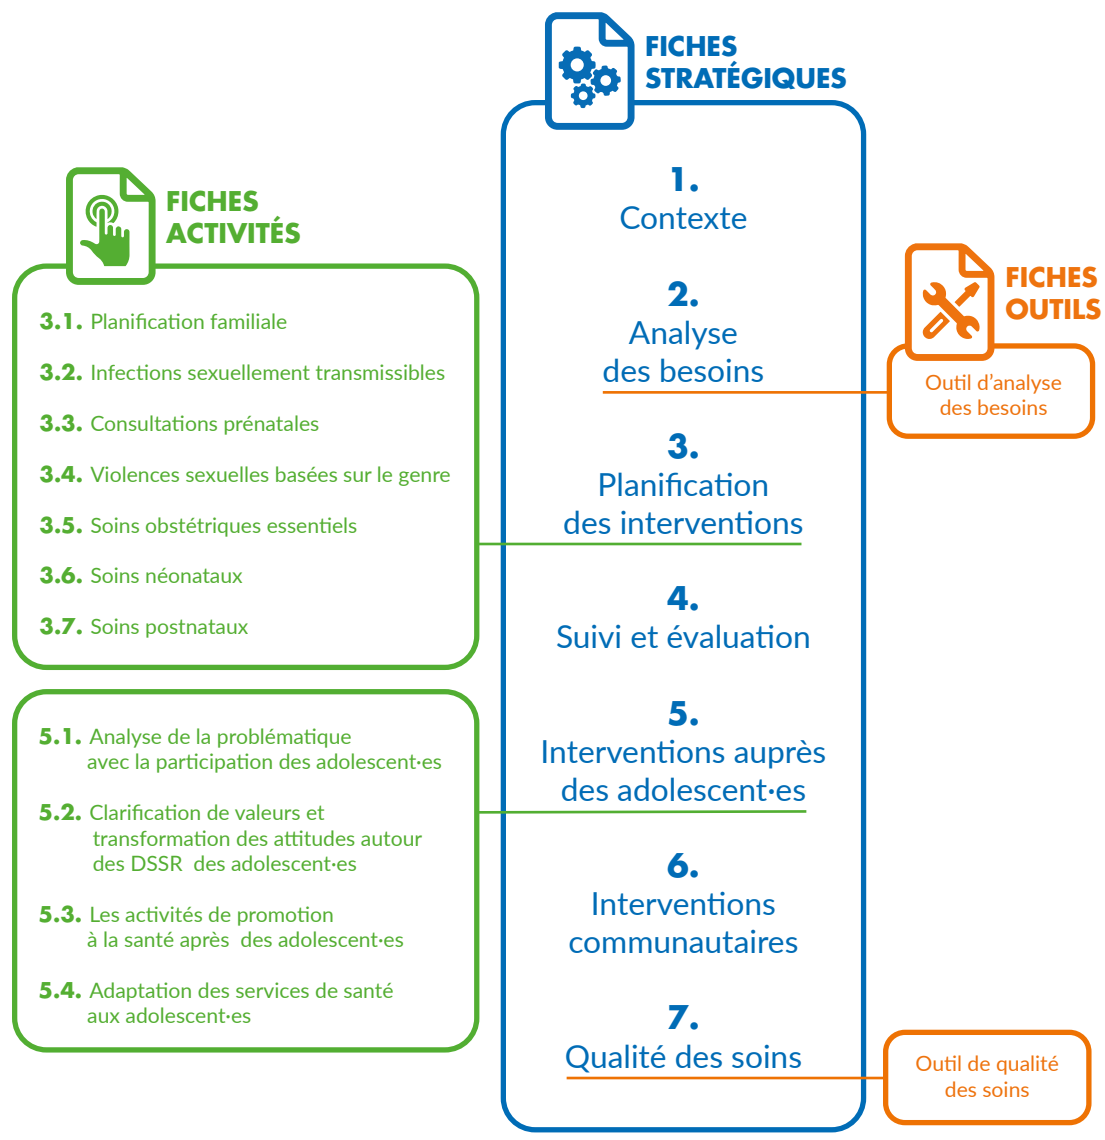 FICHES
STRATÉGIQUES
1.
Contexte
2.
Analyse
des besoins
3.
Planification
des interventions
4.
Suivi et évaluation
5.
Interventions auprès
des adolescent·es
6.
Interventions
communautaires
7.
Qualité des soins
FICHES
ACTIVITÉS
3.1. Planification familiale
3.2. Infections sexuellement transmissibles
3.3. Consultations prénatales
3.4. Violences sexuelles basées sur le genre
3.5. Soins obstétriques essentiels
3.6. Soins néonataux
3.7. Soins postnataux
5.1. Analyse de la problématique
avec la participation des adolescent·es
5.2. Clarification de valeurs et
transformation des attitudes autour
des DSSR des adolescent·es
5.3. Les activités de promotion
à la santé après des adolescent·es
5.4. Adaptation des services de santé
aux adolescent·es
FICHES
OUTILS
Outil d'analyse
des besoins
Outil de qualité
des soins